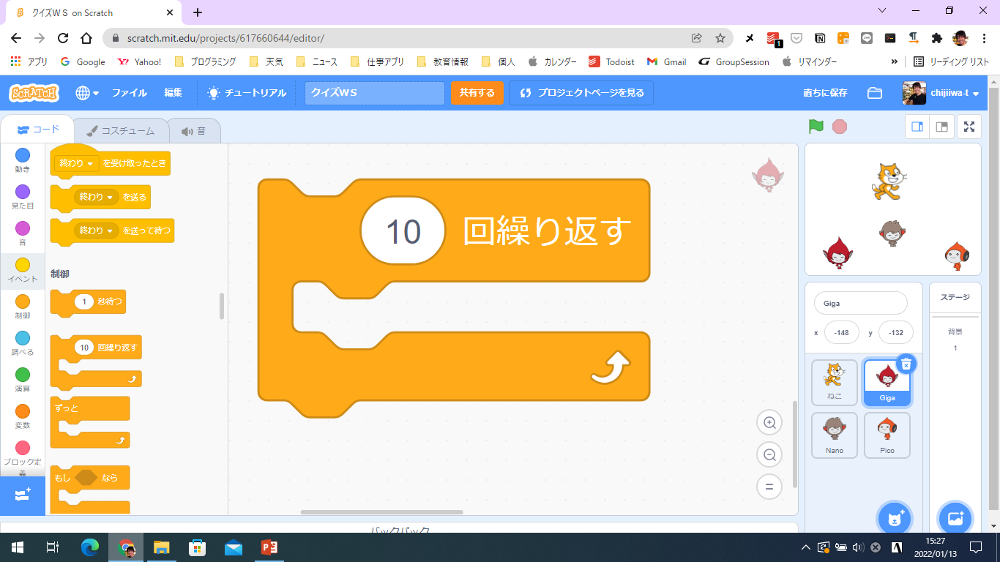 クイズＷＳ on Scratch
scratch.mit.edu/projects/617660644/editor/
1
アプリ
Google
Yahoo!
プログラミング
天気
ニュース
仕事アプリ
教育情報
個人
カレンダー
Todoist
Gmail
GroupSession
リマインダー
»
リーディング リスト
SCRATCH
ファイル
編集
チュートリアル
クイズWS
共有する
プロジェクトページを見る
直ちに保存
chijiiwa-t
コード
コスチューム
音
動き
見た目
音
イベント
制御
調べる
演算
変数
ブロック定
義
終わり を受け取ったとき
終わり を送る
終わり を送って待つ
制御
1 秒待つ
10 回繰り返す
ずっと
もし なら
10 回繰り返す
Giga
x -148 y -132
ねこ
Giga
Nano
Pico
ステージ
背景
1
バックパック
A
15:27
2022/01/13